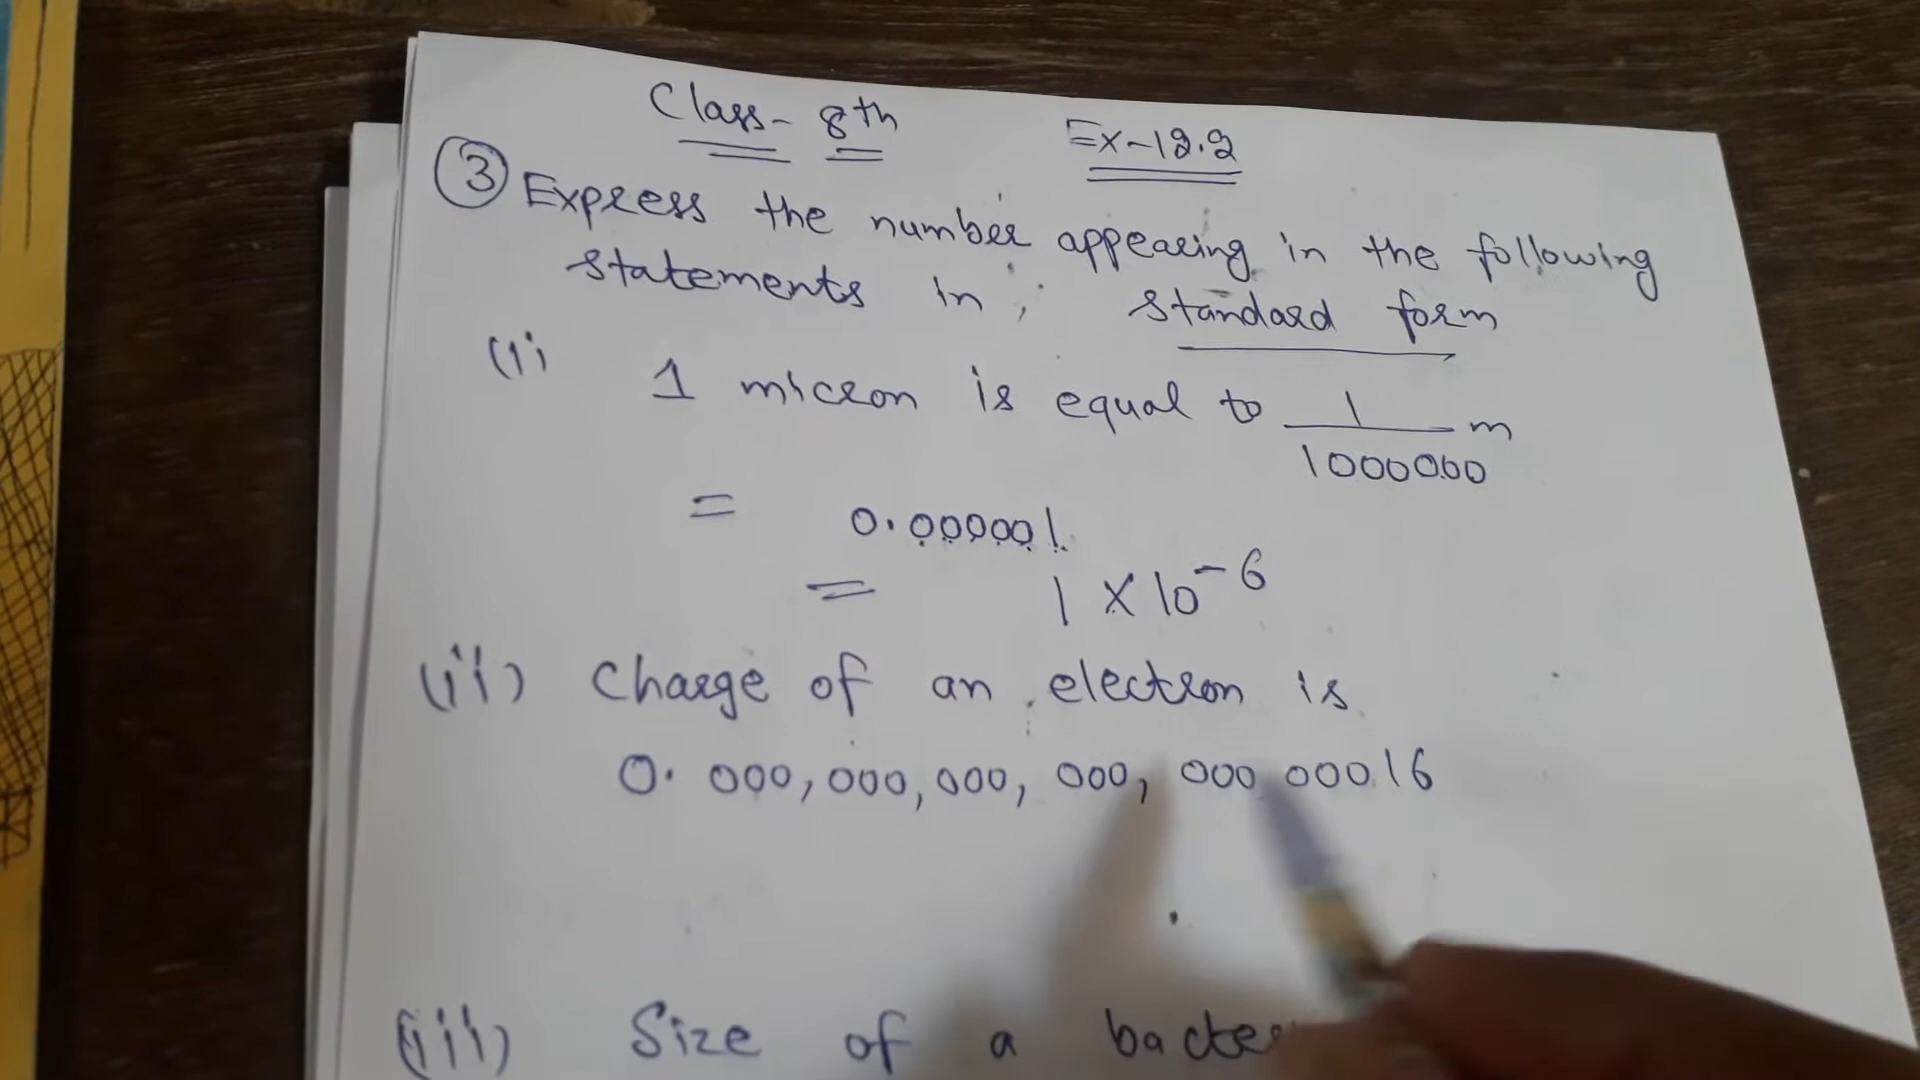 Class- 8th Ex-12.2
③ Express the number appearing in the following
statements in; standard form
(i) 1 micron is equal to 1/1000000 m
= 0.000001
= 1 × 10⁻⁶
(ii) Charge of an electron is
0.000,000,000,000,000 00016
(iii) Size of a